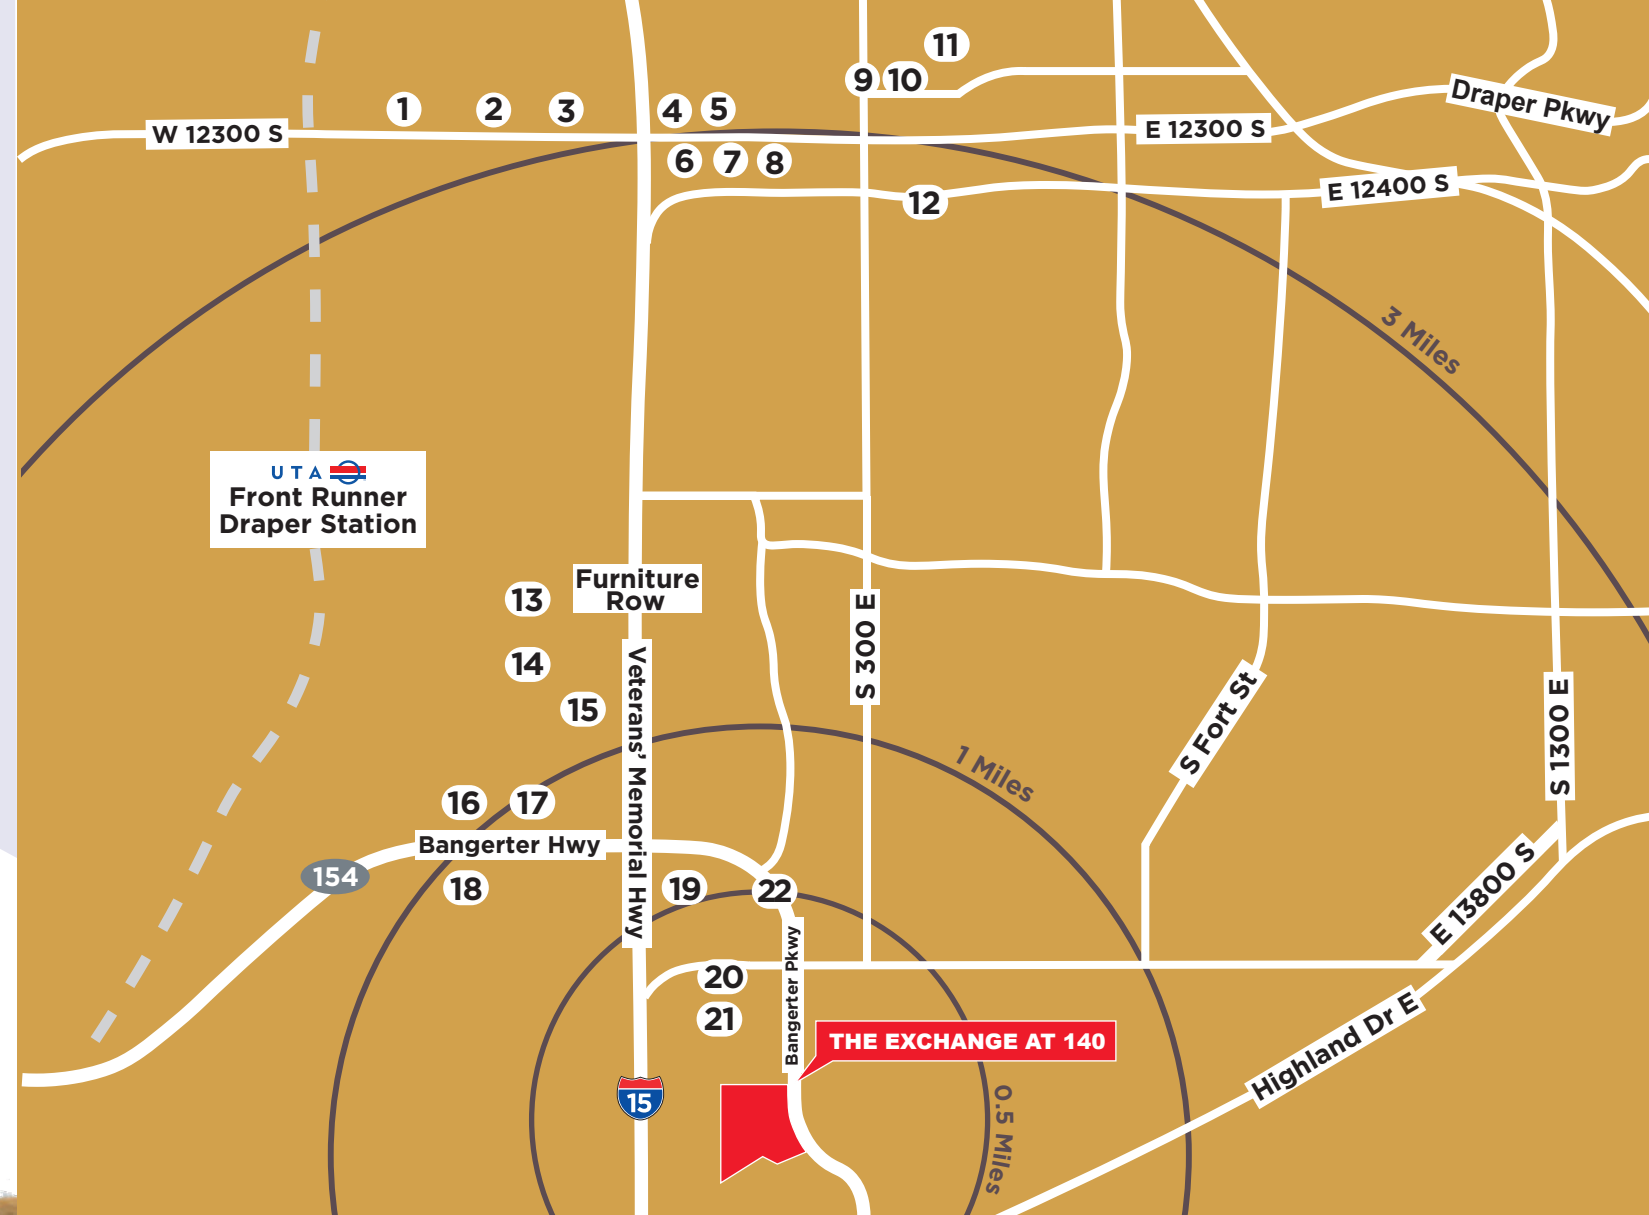 11
9
10
1
2
3
4
5
Draper Pkwy
W 12300 S
E 12300 S
6
7
8
12
E 12400 S
3 Miles
UTA
Front Runner
Draper Station
13
Furniture
Row
S 300 E
14
15
Veterans' Memorial Hwy
S Fort St
S 1300 E
1 Miles
16
17
Bangerter Hwy
154
18
19
22
E 13800 S
Bangerter Pkwy
20
21
THE EXCHANGE AT 140
Highland Dr E
15
0.5 Miles